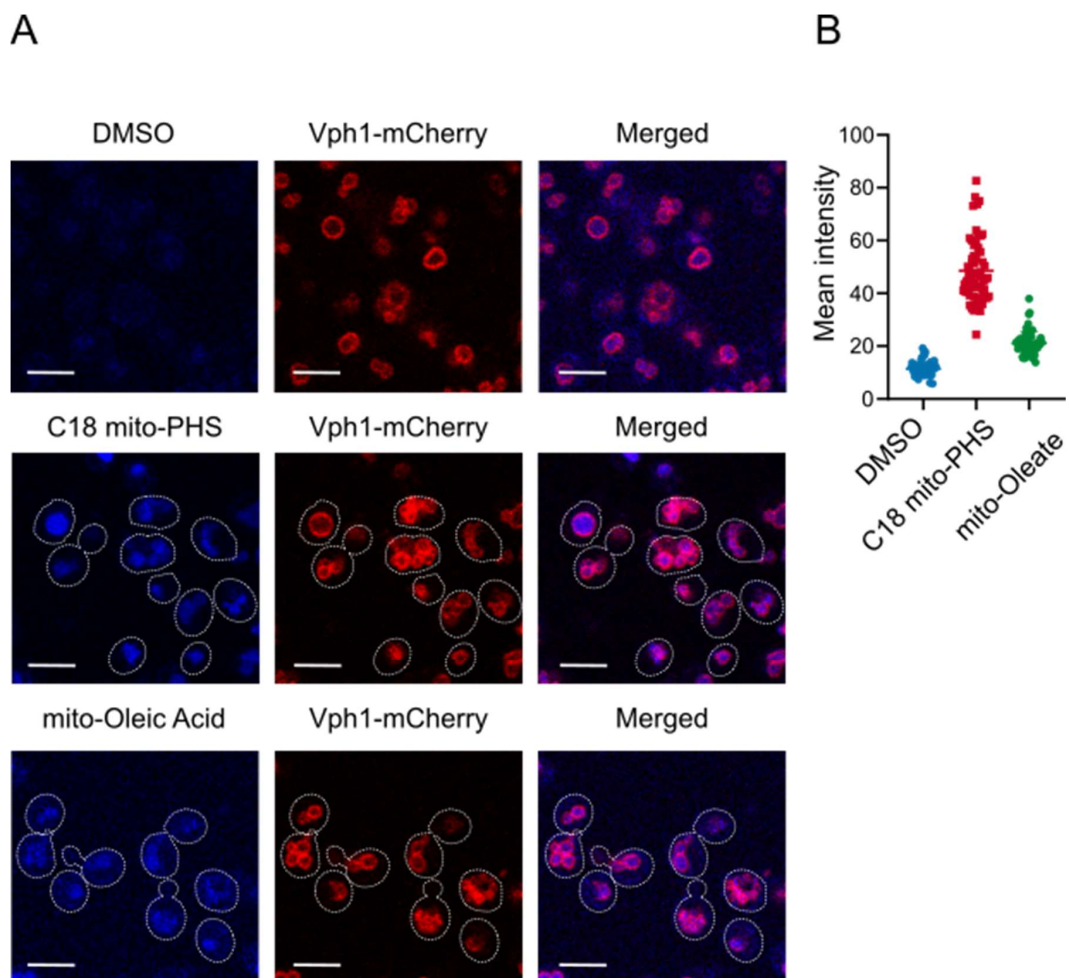 A
B
DMSO Vph1-mCherry Merged
C18 mito-PHS Vph1-mCherry Merged
mito-Oleic Acid Vph1-mCherry Merged
Mean intensity
100
80
60
40
20
0
DMSO
C18 mito-PHS
mito-Oleate